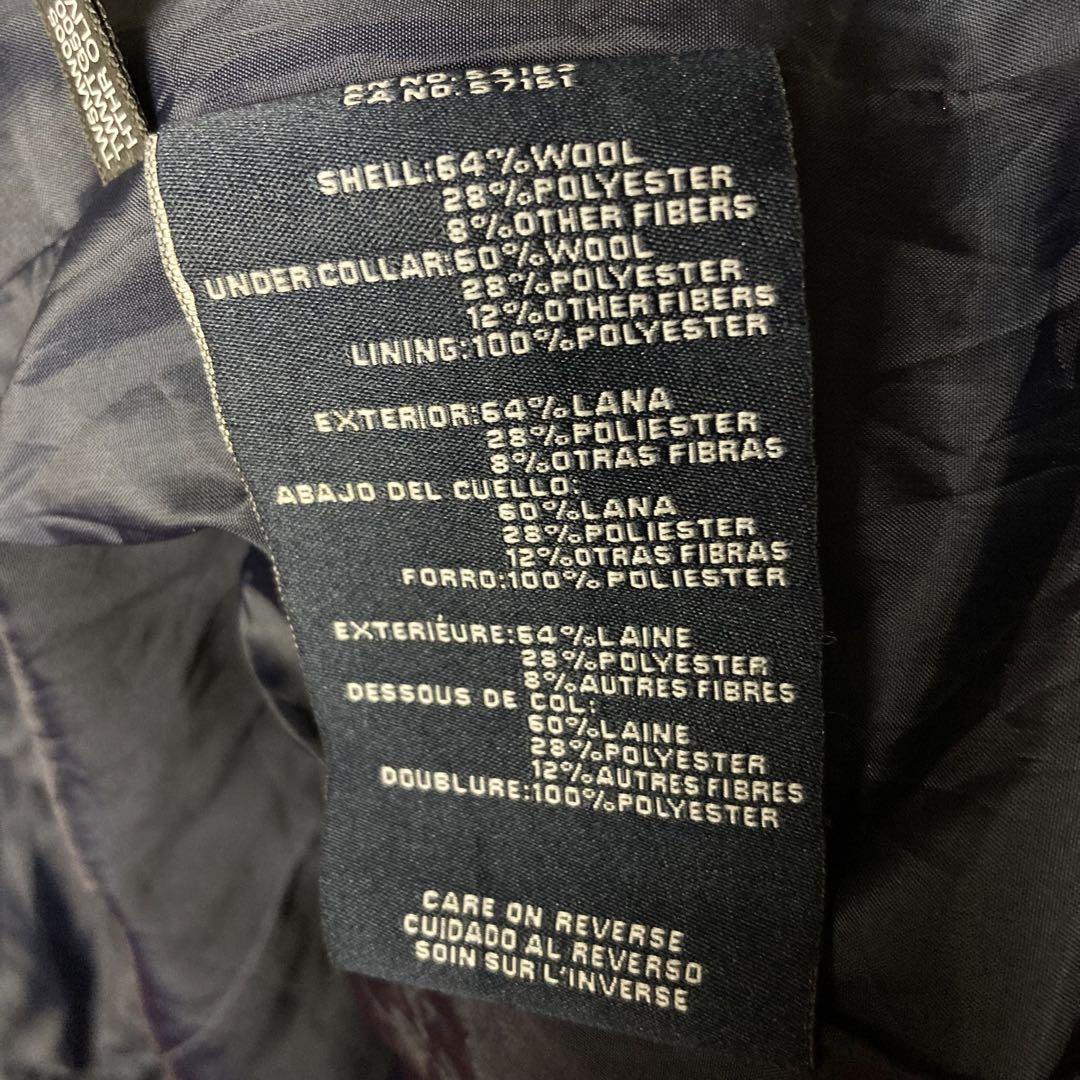 CA NO. 57151
SHELL:64%WOOL
28%POLYESTER
8%OTHER FIBERS
UNDER COLLAR:60%WOOL
28%POLYESTER
12%OTHER FIBERS
LINING:100%POLYESTER
EXTERIOR:64%LANA
28%POLIESTER
8%OTRAS FIBRAS
ABAJO DEL CUELLO:
60%LANA
28%POLIESTER
12%OTRAS FIBRAS
FORRO:100%POLIESTER
EXTERIÉURE:64%LAINE
28%POLYESTER
8%AUTRES FIBRES
DESSOUS DE COL:
60%LAINE
28%POLYESTER
12%AUTRES FIBRES
DOUBLURE:100%POLYESTER
CARE ON REVERSE
CUIDADO AL REVERSO
SOIN SUR L'INVERSE